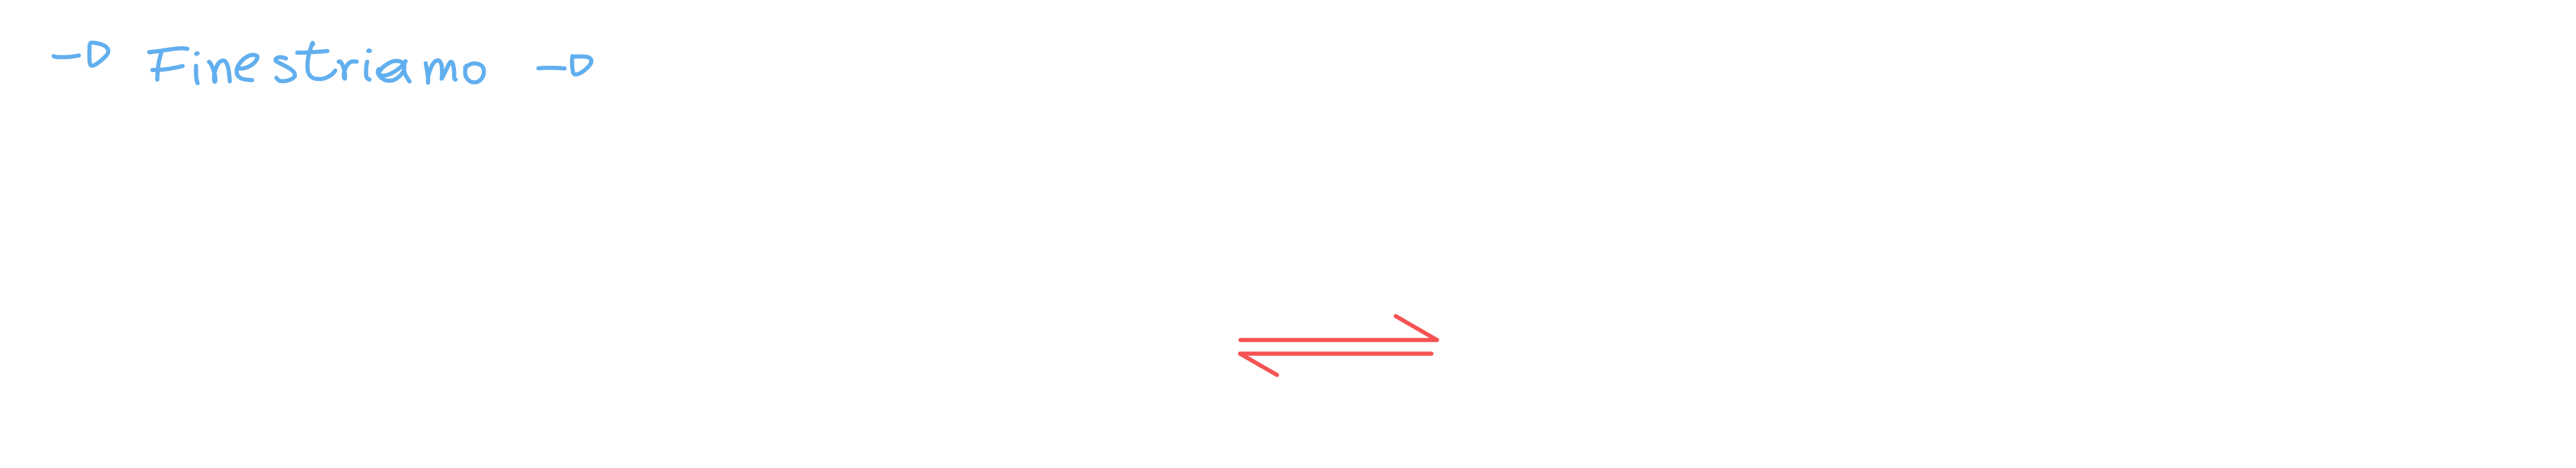 → Finestriamo →
⇌